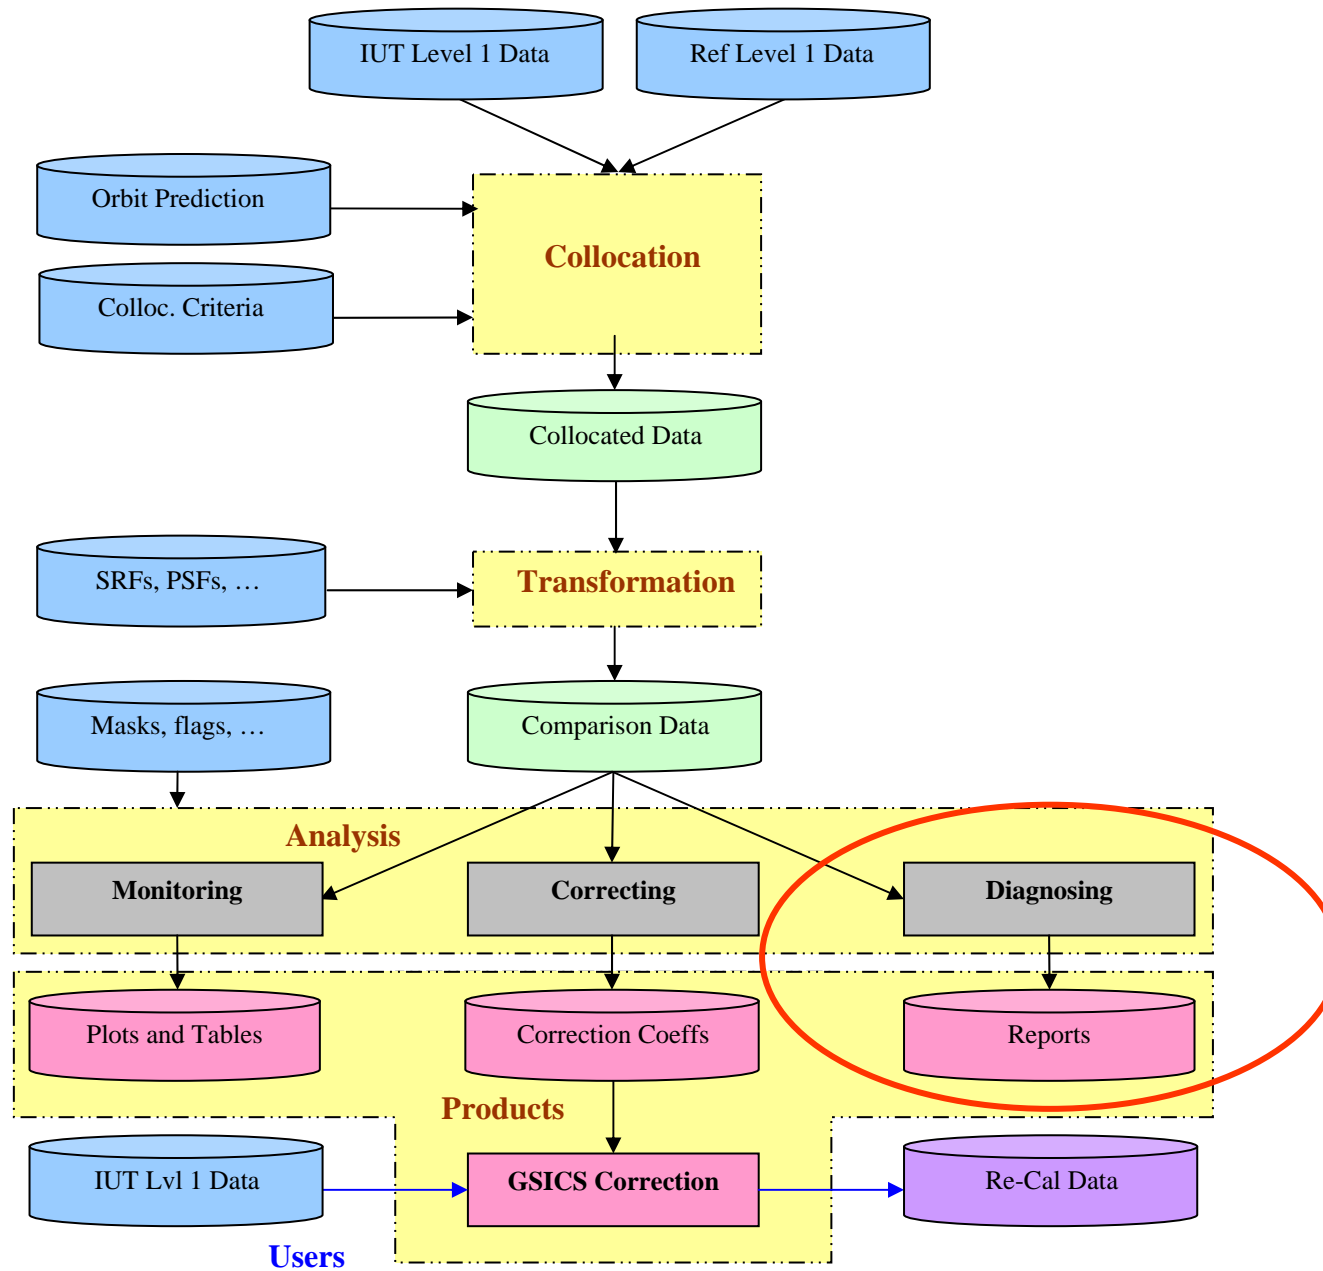 IUT Level 1 Data
Ref Level 1 Data
Orbit Prediction
Collocation
Colloc. Criteria
Collocated Data
SRFs, PSFs, …
Transformation
Masks, flags, …
Comparison Data
Analysis
Monitoring
Correcting
Diagnosing
Plots and Tables
Correction Coeffs
Reports
Products
IUT Lvl 1 Data
GSICS Correction
Re-Cal Data
Users